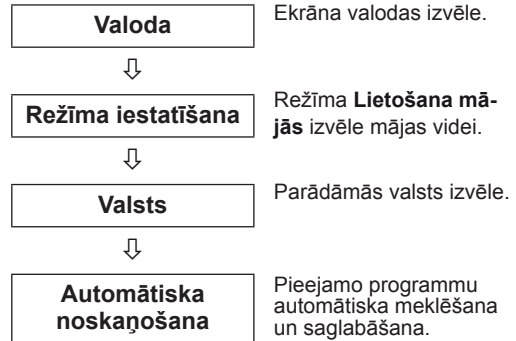 Valoda
Ekrāna valodas izvēle.
⇩
Režīma iestatīšana
Režīma Lietošana mā-
jās izvēle mājas videi.
⇩
Valsts
Parādāmās valsts izvēle.
⇩
Automātiska
noskaņošana
Pieejamo programmu
automātiska meklēšana
un saglabāšana.